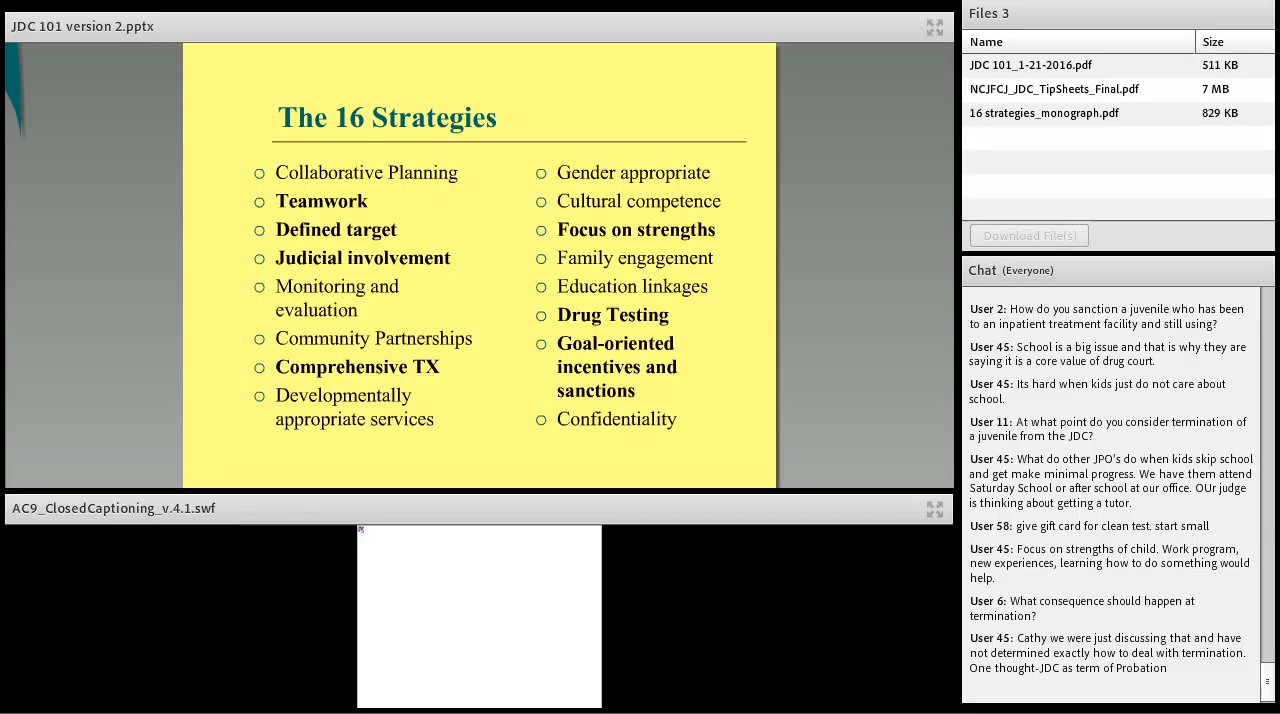 JDC 101 version 2.pptx
The 16 Strategies
Collaborative Planning
Teamwork
Defined target
Judicial involvement
Monitoring and
evaluation
Community Partnerships
Comprehensive TX
Developmentally
appropriate services
Gender appropriate
Cultural competence
Focus on strengths
Family engagement
Education linkages
Drug Testing
Goal-oriented
incentives and
sanctions
Confidentiality
AC9_ClosedCaptioning_v.4.1.swf
Files 3
Name Size
JDC 101_1-21-2016.pdf 511 KB
NCJFCJ_JDC_TipSheets_Final.pdf 7 MB
16 strategies_monograph.pdf 829 KB
Download File(s)
Chat (Everyone)
User 2: How do you sanction a juvenile who has been
to an inpatient treatment facility and still using?
User 45: School is a big issue and that is why they are
saying it is a core value of drug court.
User 45: Its hard when kids just do not care about
school.
User 11: At what point do you consider termination of
a juvenile from the JDC?
User 45: What do other JPO's do when kids skip school
and get make minimal progress. We have them attend
Saturday School or after school at our office. OUr judge
is thinking about getting a tutor.
User 58: give gift card for clean test. start small
User 45: Focus on strengths of child. Work program,
new experiences, learning how to do something would
help.
User 6: What consequence should happen at
termination?
User 45: Cathy we were just discussing that and have
not determined exactly how to deal with termination.
One thought-JDC as term of Probation